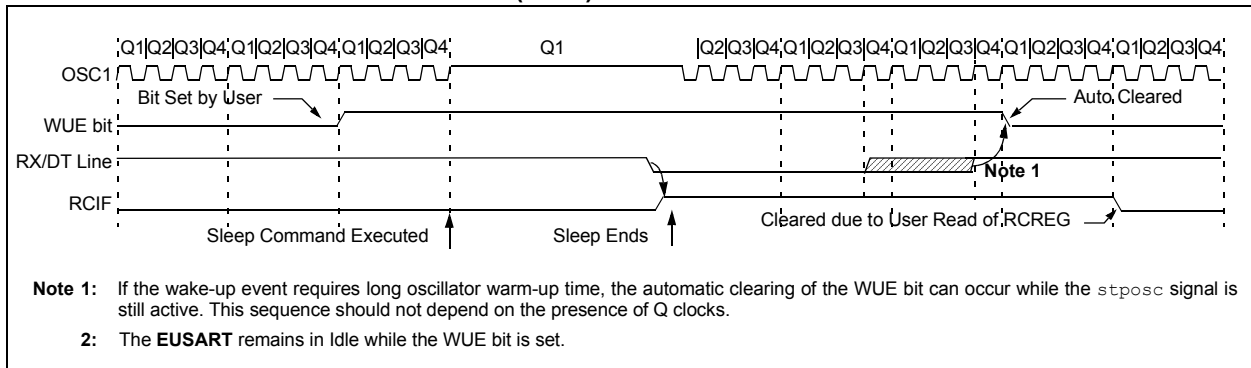 Q1|Q2|Q3|Q4 Q1|Q2|Q3|Q4 Q1|Q2|Q3|Q4 Q1 |Q2|Q3|Q4 Q1|Q2|Q3|Q4 Q1|Q2|Q3|Q4 Q1|Q2|Q3|Q4 Q1|Q2|Q3|Q4
OSC1
Bit Set by User Auto Cleared
WUE bit
RX/DT Line
Note 1
RCIF
Cleared due to User Read of RCREG
Sleep Command Executed Sleep Ends
Note 1: If the wake-up event requires long oscillator warm-up time, the automatic clearing of the WUE bit can occur while the stposc signal is
still active. This sequence should not depend on the presence of Q clocks.
2: The EUSART remains in Idle while the WUE bit is set.